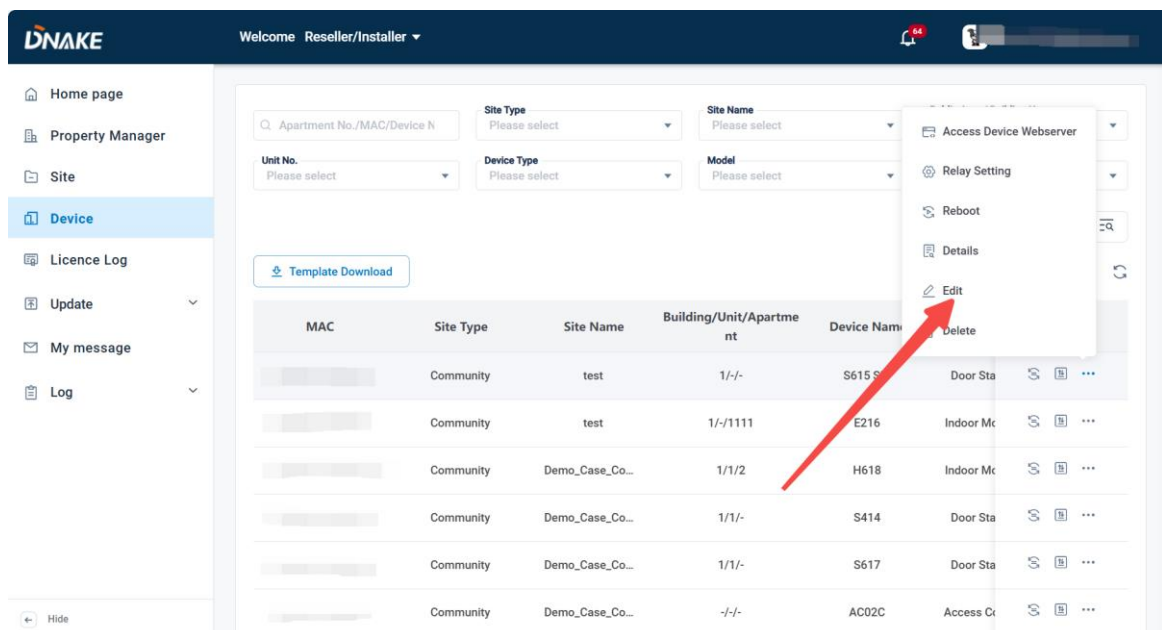 DNAKE
Welcome Reseller/Installer
64
Home page
Property Manager
Site
Device
Licence Log
Update
My message
Log
Hide
Apartment No./MAC/Device N
Site Type
Please select
Site Name
Please select
Unit No.
Please select
Device Type
Please select
Model
Please select
Access Device Webserver
Relay Setting
Reboot
Details
Edit
Delete
Template Download
MAC Site Type Site Name Building/Unit/Apartme Device Name
nt
Community test 1/-/- S615 Door Sta
Community test 1/-/1111 E216 Indoor Mo
Community Demo_Case_Co... 1/1/2 H618 Indoor Mo
Community Demo_Case_Co... 1/1/- S414 Door Sta
Community Demo_Case_Co... 1/1/- S617 Door Sta
Community Demo_Case_Co... -/-/- AC02C Access Co